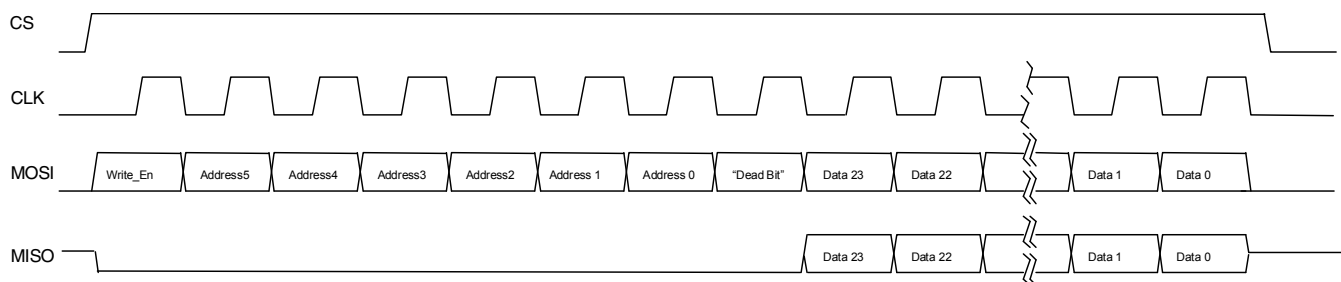 CS
CLK
MOSI Write_En Address5 Address4 Address3 Address2 Address 1 Address 0 “Dead Bit” Data 23 Data 22 Data 1 Data 0
MISO Data 23 Data 22 Data 1 Data 0